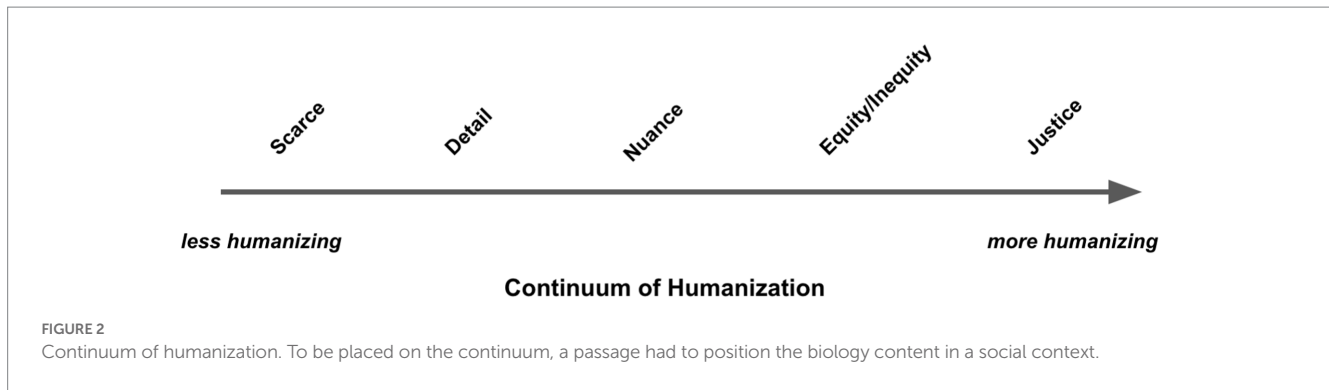 Scarce
Detail
Nuance
Equity/Inequity
Justice
less humanizing
more humanizing
Continuum of Humanization
FIGURE 2
Continuum of humanization. To be placed on the continuum, a passage had to position the biology content in a social context.